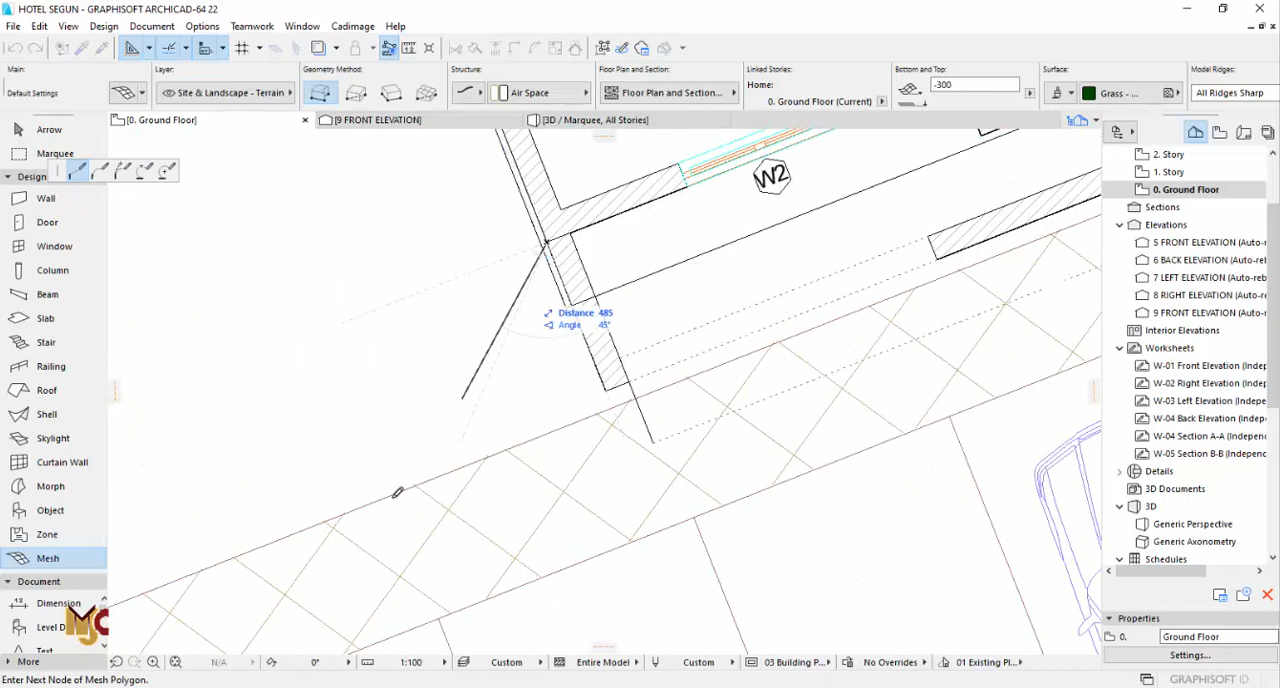 HOTEL SEGUN - GRAPHISOFT ARCHICAD-64 22
File Edit View Design Document Options Teamwork Window Cadimage Help
Main:
Default Settings
Layer:
Site & Landscape - Terrain
Geometry Method:
Structure:
Air Space
Floor Plan and Section:
Floor Plan and Section...
Linked Stories:
Home:
0. Ground Floor (Current)
Bottom and Top:
-300
Surface:
Grass - ...
Model Ridges:
All Ridges Sharp
[0. Ground Floor]
[9 FRONT ELEVATION]
[3D / Marquee, All Stories]
Arrow
Marquee
Design
Wall
Door
Window
Column
Beam
Slab
Stair
Railing
Roof
Shell
Skylight
Curtain Wall
Morph
Object
Zone
Mesh
Document
Dimension
Level D
Text
More
W2
Distance 485
Angle 45°
2. Story
1. Story
0. Ground Floor
Sections
Elevations
5 FRONT ELEVATION (Auto-r
6 BACK ELEVATION (Auto-reb
7 LEFT ELEVATION (Auto-reb
8 RIGHT ELEVATION (Auto-re
9 FRONT ELEVATION (Auto-r
Interior Elevations
Worksheets
W-01 Front Elevation (Indep
W-02 Right Elevation (Indep
W-03 Left Elevation (Indepe
W-04 Back Elevation (Indep
W-04 Section A-A (Independ
W-05 Section B-B (Independ
Details
3D Documents
3D
Generic Perspective
Generic Axonometry
Schedules
Properties
0. Ground Floor
Settings...
N/A 0° 1:100 Custom Entire Model Custom 03 Building P... No Overrides 01 Existing Pl...
Enter Next Node of Mesh Polygon.
GRAPHISOFT ID